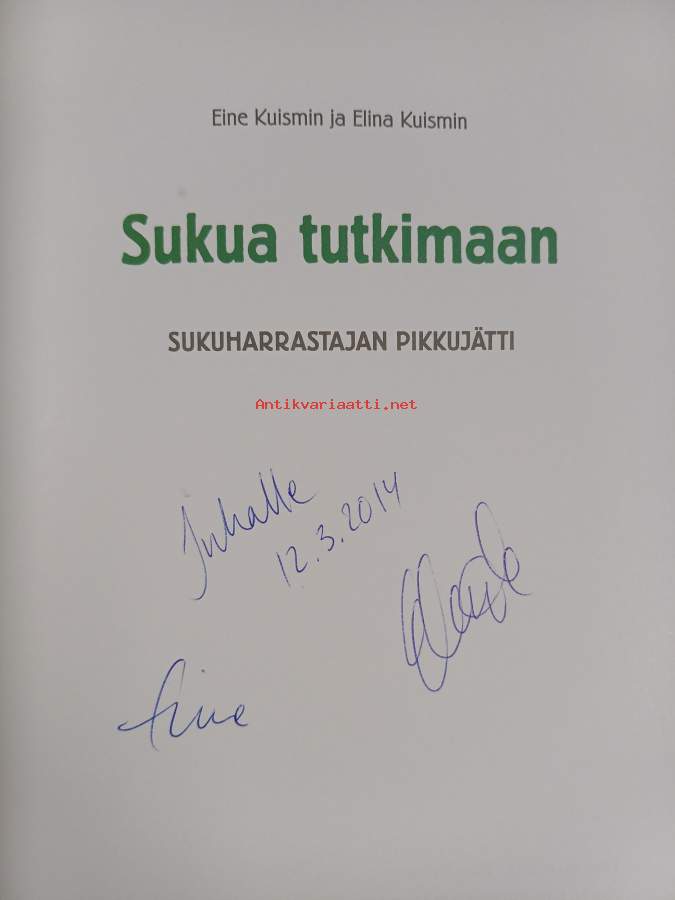 Eine Kuismin ja Elina Kuismin
Sukua tutkimaan
SUKUHARRASTAJAN PIKKUJÄTTI
Antikvariaatti.net
Juhalle
12.3.2014
Eine